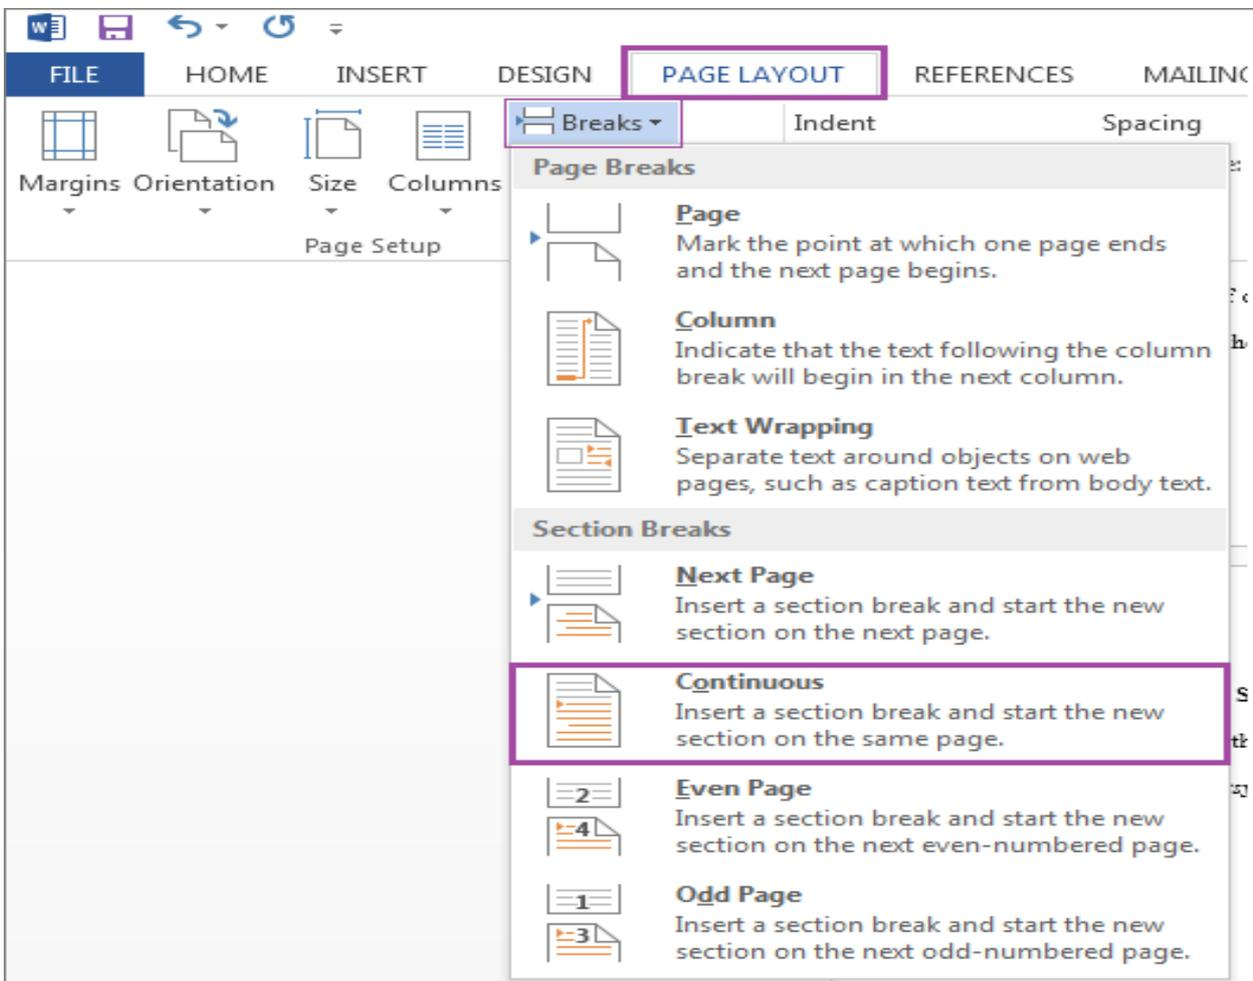 FILE HOME INSERT DESIGN PAGE LAYOUT REFERENCES
Breaks Indent Spacing
Margins Orientation Size Columns
Page Setup
Page Breaks
Page
Mark the point at which one page ends
and the next page begins.
Column
Indicate that the text following the column
break will begin in the next column.
Text Wrapping
Separate text around objects on web
pages, such as caption text from body text.
Section Breaks
Next Page
Insert a section break and start the new
section on the next page.
Continuous
Insert a section break and start the new
section on the same page.
2
4
Even Page
Insert a section break and start the new
section on the next even-numbered page.
1
3
Odd Page
Insert a section break and start the new
section on the next odd-numbered page.